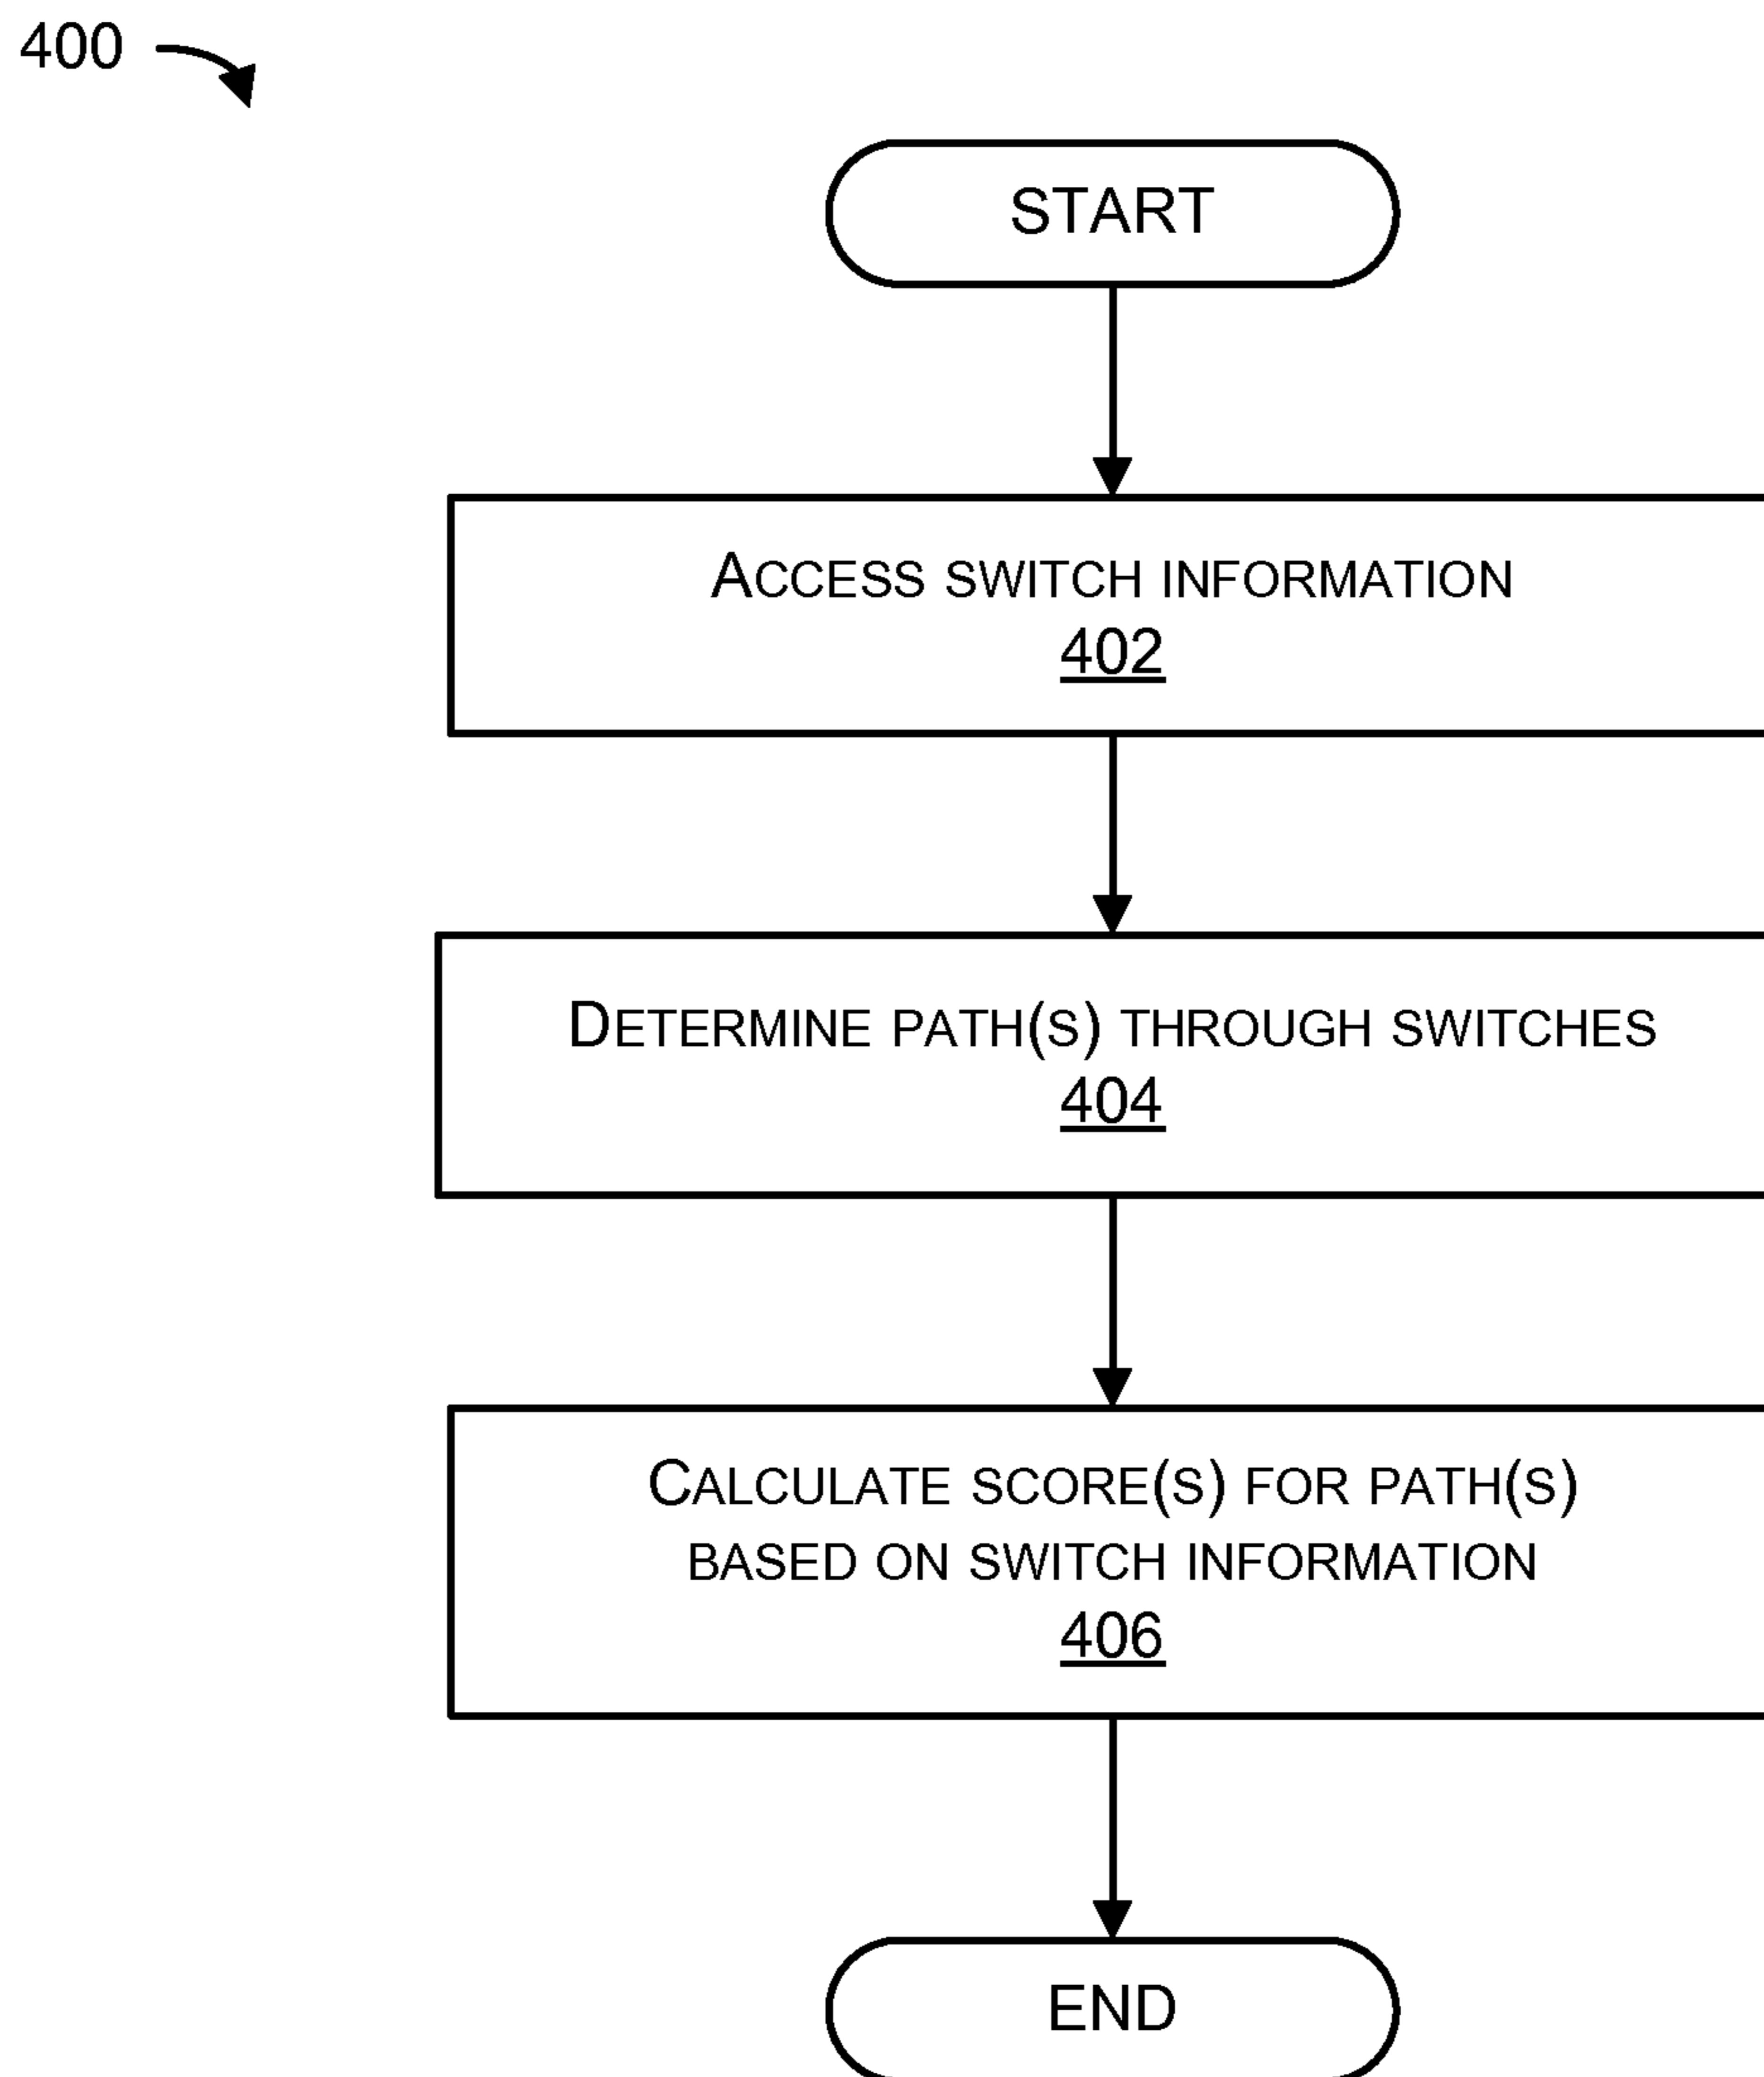 400
START
ACCESS SWITCH INFORMATION
402
DETERMINE PATH(S) THROUGH SWITCHES
404
CALCULATE SCORE(S) FOR PATH(S)
BASED ON SWITCH INFORMATION
406
END